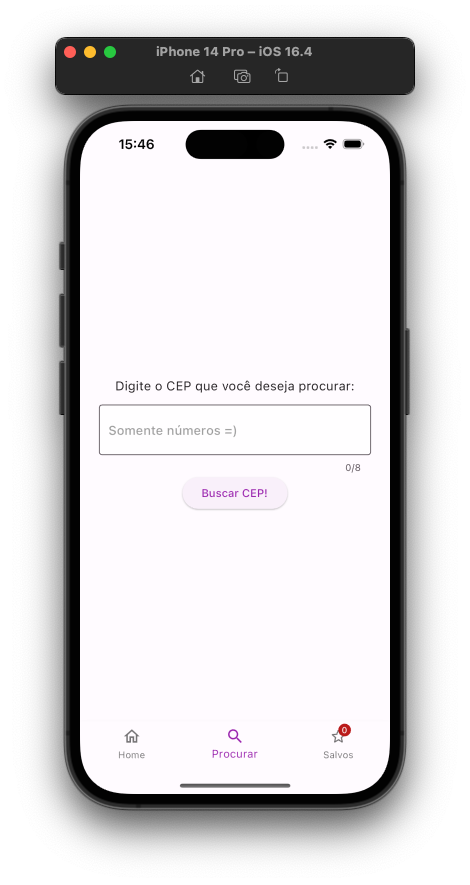 iPhone 14 Pro – iOS 16.4
15:46
Digite o CEP que você deseja procurar:
Somente números =)
0/8
Buscar CEP!
0
Home
Procurar
Salvos